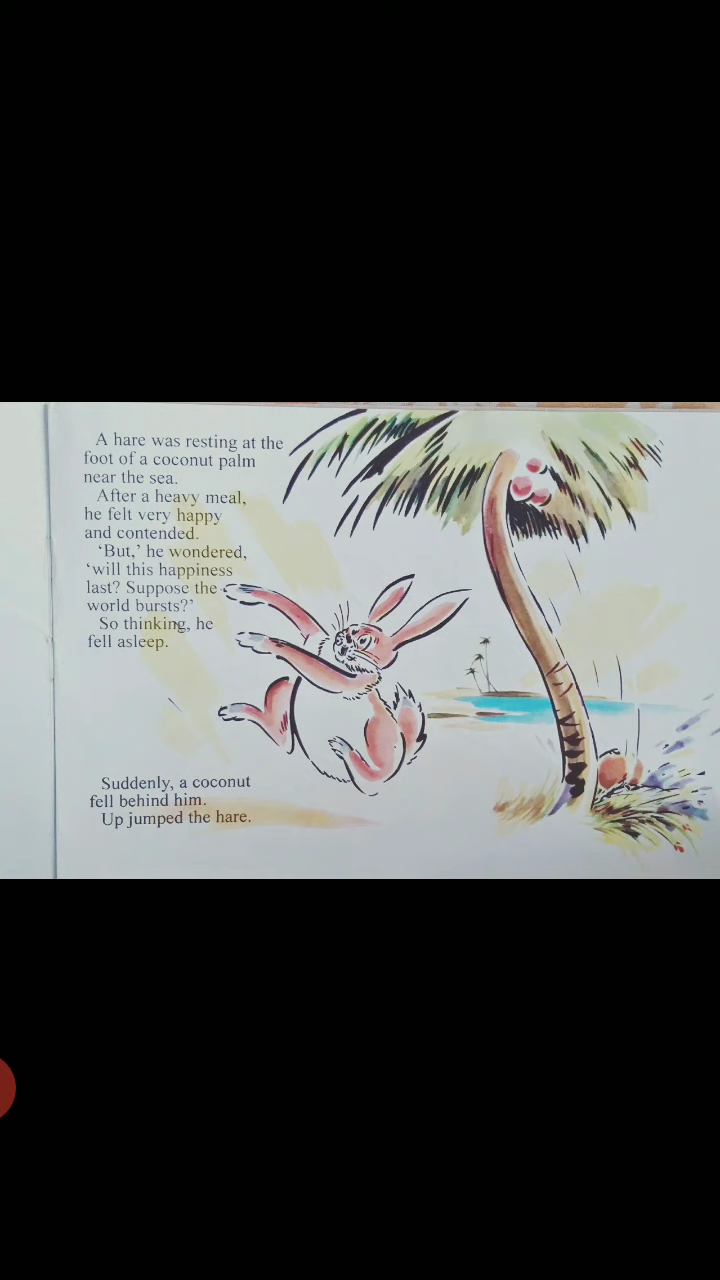 A hare was resting at the
foot of a coconut palm
near the sea.
After a heavy meal,
he felt very happy
and contended.
‘But,’ he wondered,
‘will this happiness
last? Suppose the
world bursts?’
So thinking, he
fell asleep.
Suddenly, a coconut
fell behind him.
Up jumped the hare.